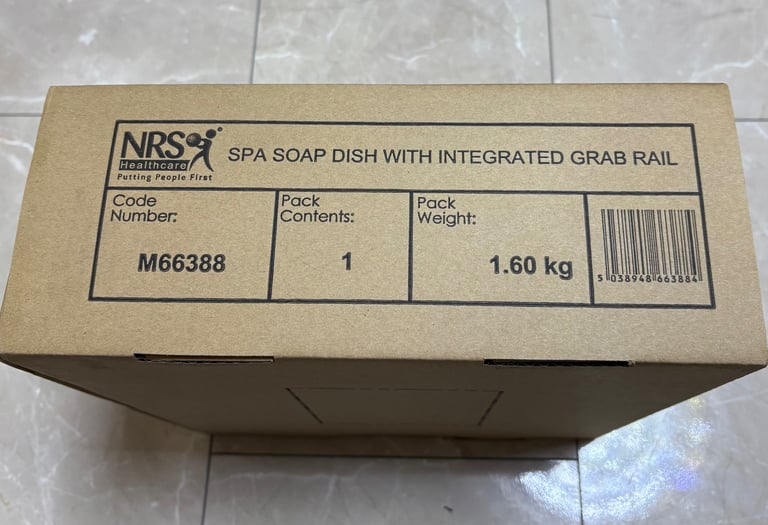 NRS
Healthcare
Putting People First
SPA SOAP DISH WITH INTEGRATED GRAB RAIL
Code
Number:
M66388
Pack
Contents:
1
Pack
Weight:
1.60 kg
5 038948 663884